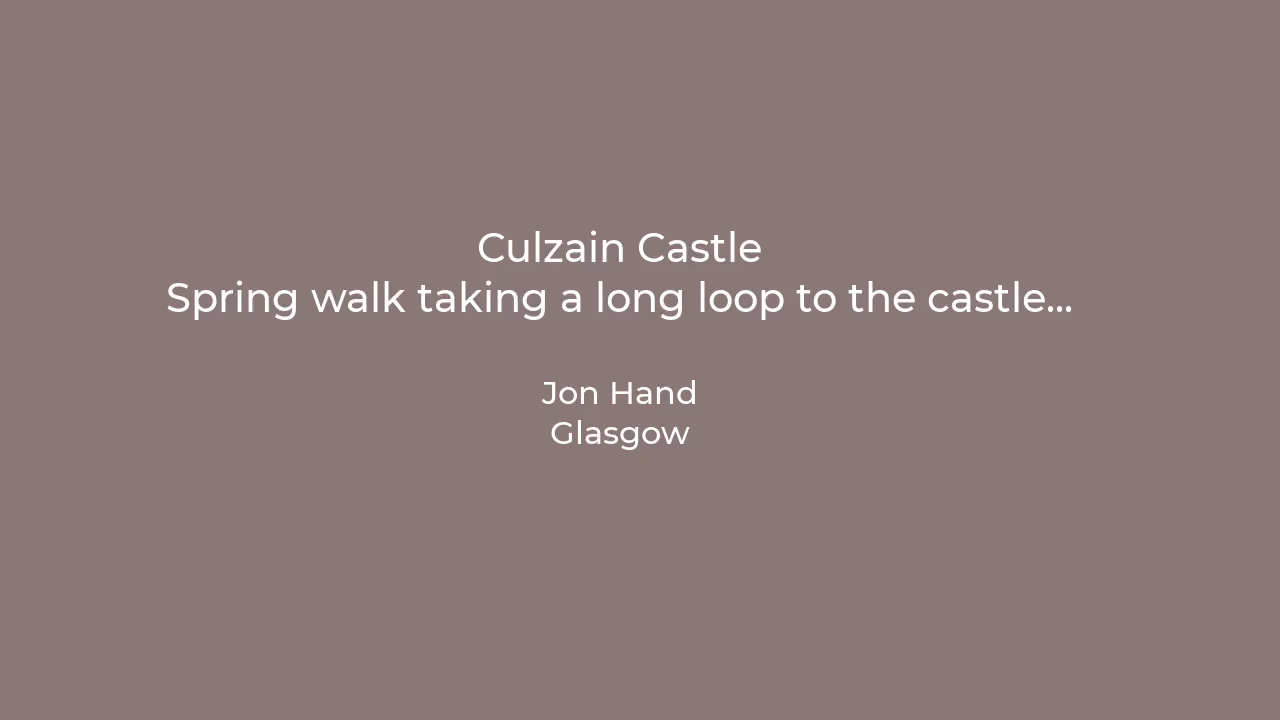 Culzain Castle
Spring walk taking a long loop to the castle...
Jon Hand
Glasgow